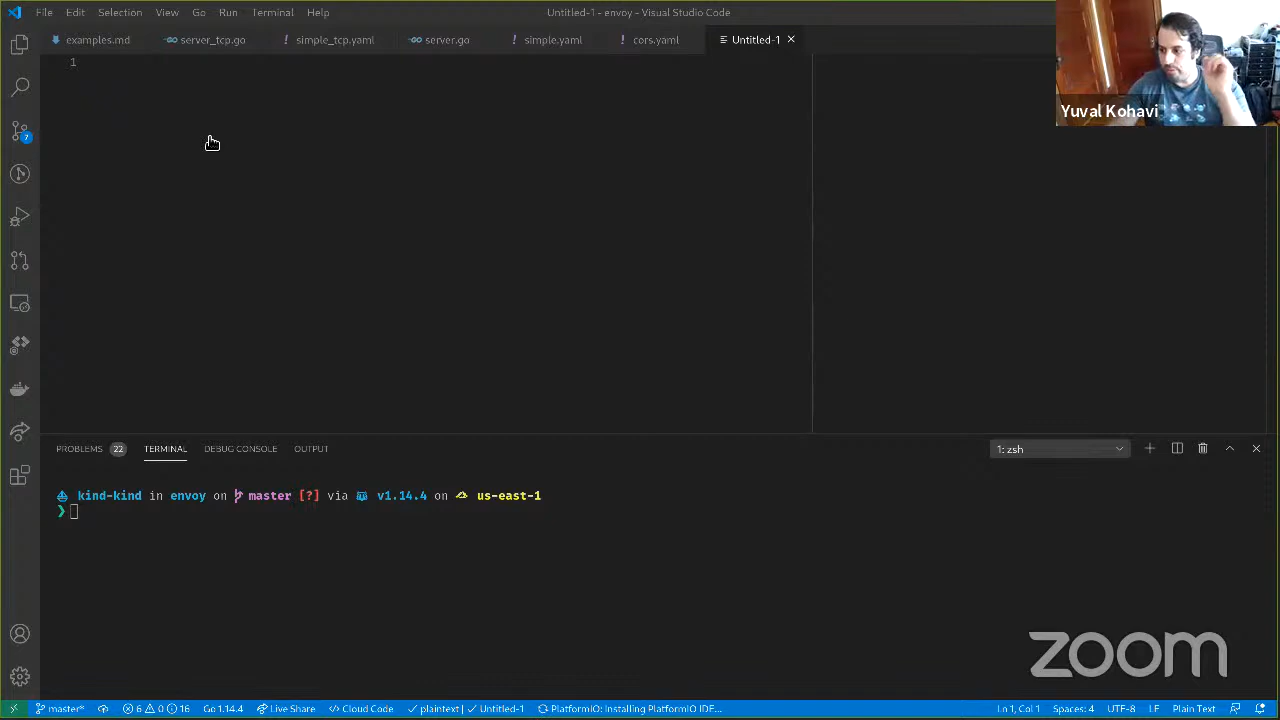 File Edit Selection View Go Run Terminal Help
Untitled-1 - envoy - Visual Studio Code
examples.md server_tcp.go simple_tcp.yaml server.go simple.yaml cors.yaml Untitled-1
1
Yuval Kohavi
7
PROBLEMS 22 TERMINAL DEBUG CONSOLE OUTPUT
1: zsh
kind-kind in envoy on master [?] via v1.14.4 on us-east-1
❯
zoom
master* 6 0 16 Go 1.14.4 Live Share Cloud Code plaintext | Untitled-1 PlatformIO: Installing PlatformIO IDE... Ln 1, Col 1 Spaces: 4 UTF-8 LF Plain Text